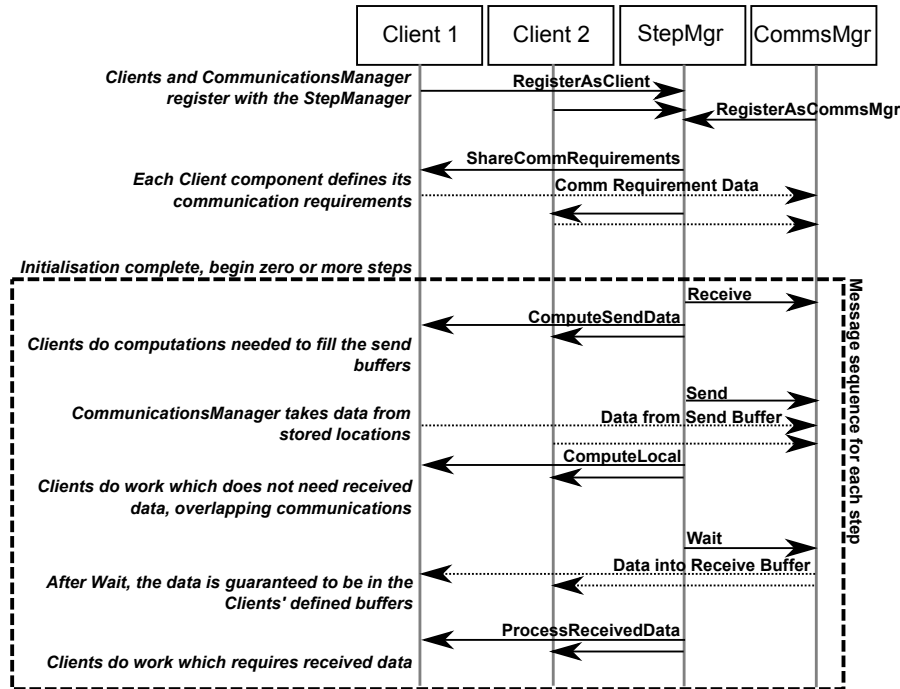 Client 1
Client 2
StepMgr
CommsMgr
Clients and CommunicationsManager
register with the StepManager
RegisterAsClient
RegisterAsCommsMgr
ShareCommRequirements
Each Client component defines its
communication requirements
Comm Requirement Data
Initialisation complete, begin zero or more steps
Message sequence for each step
Receive
ComputeSendData
Clients do computations needed to fill the send
buffers
Send
CommunicationsManager takes data from
stored locations
Data from Send Buffer
ComputeLocal
Clients do work which does not need received
data, overlapping communications
Wait
Data into Receive Buffer
After Wait, the data is guaranteed to be in the
Clients' defined buffers
ProcessReceivedData
Clients do work which requires received data